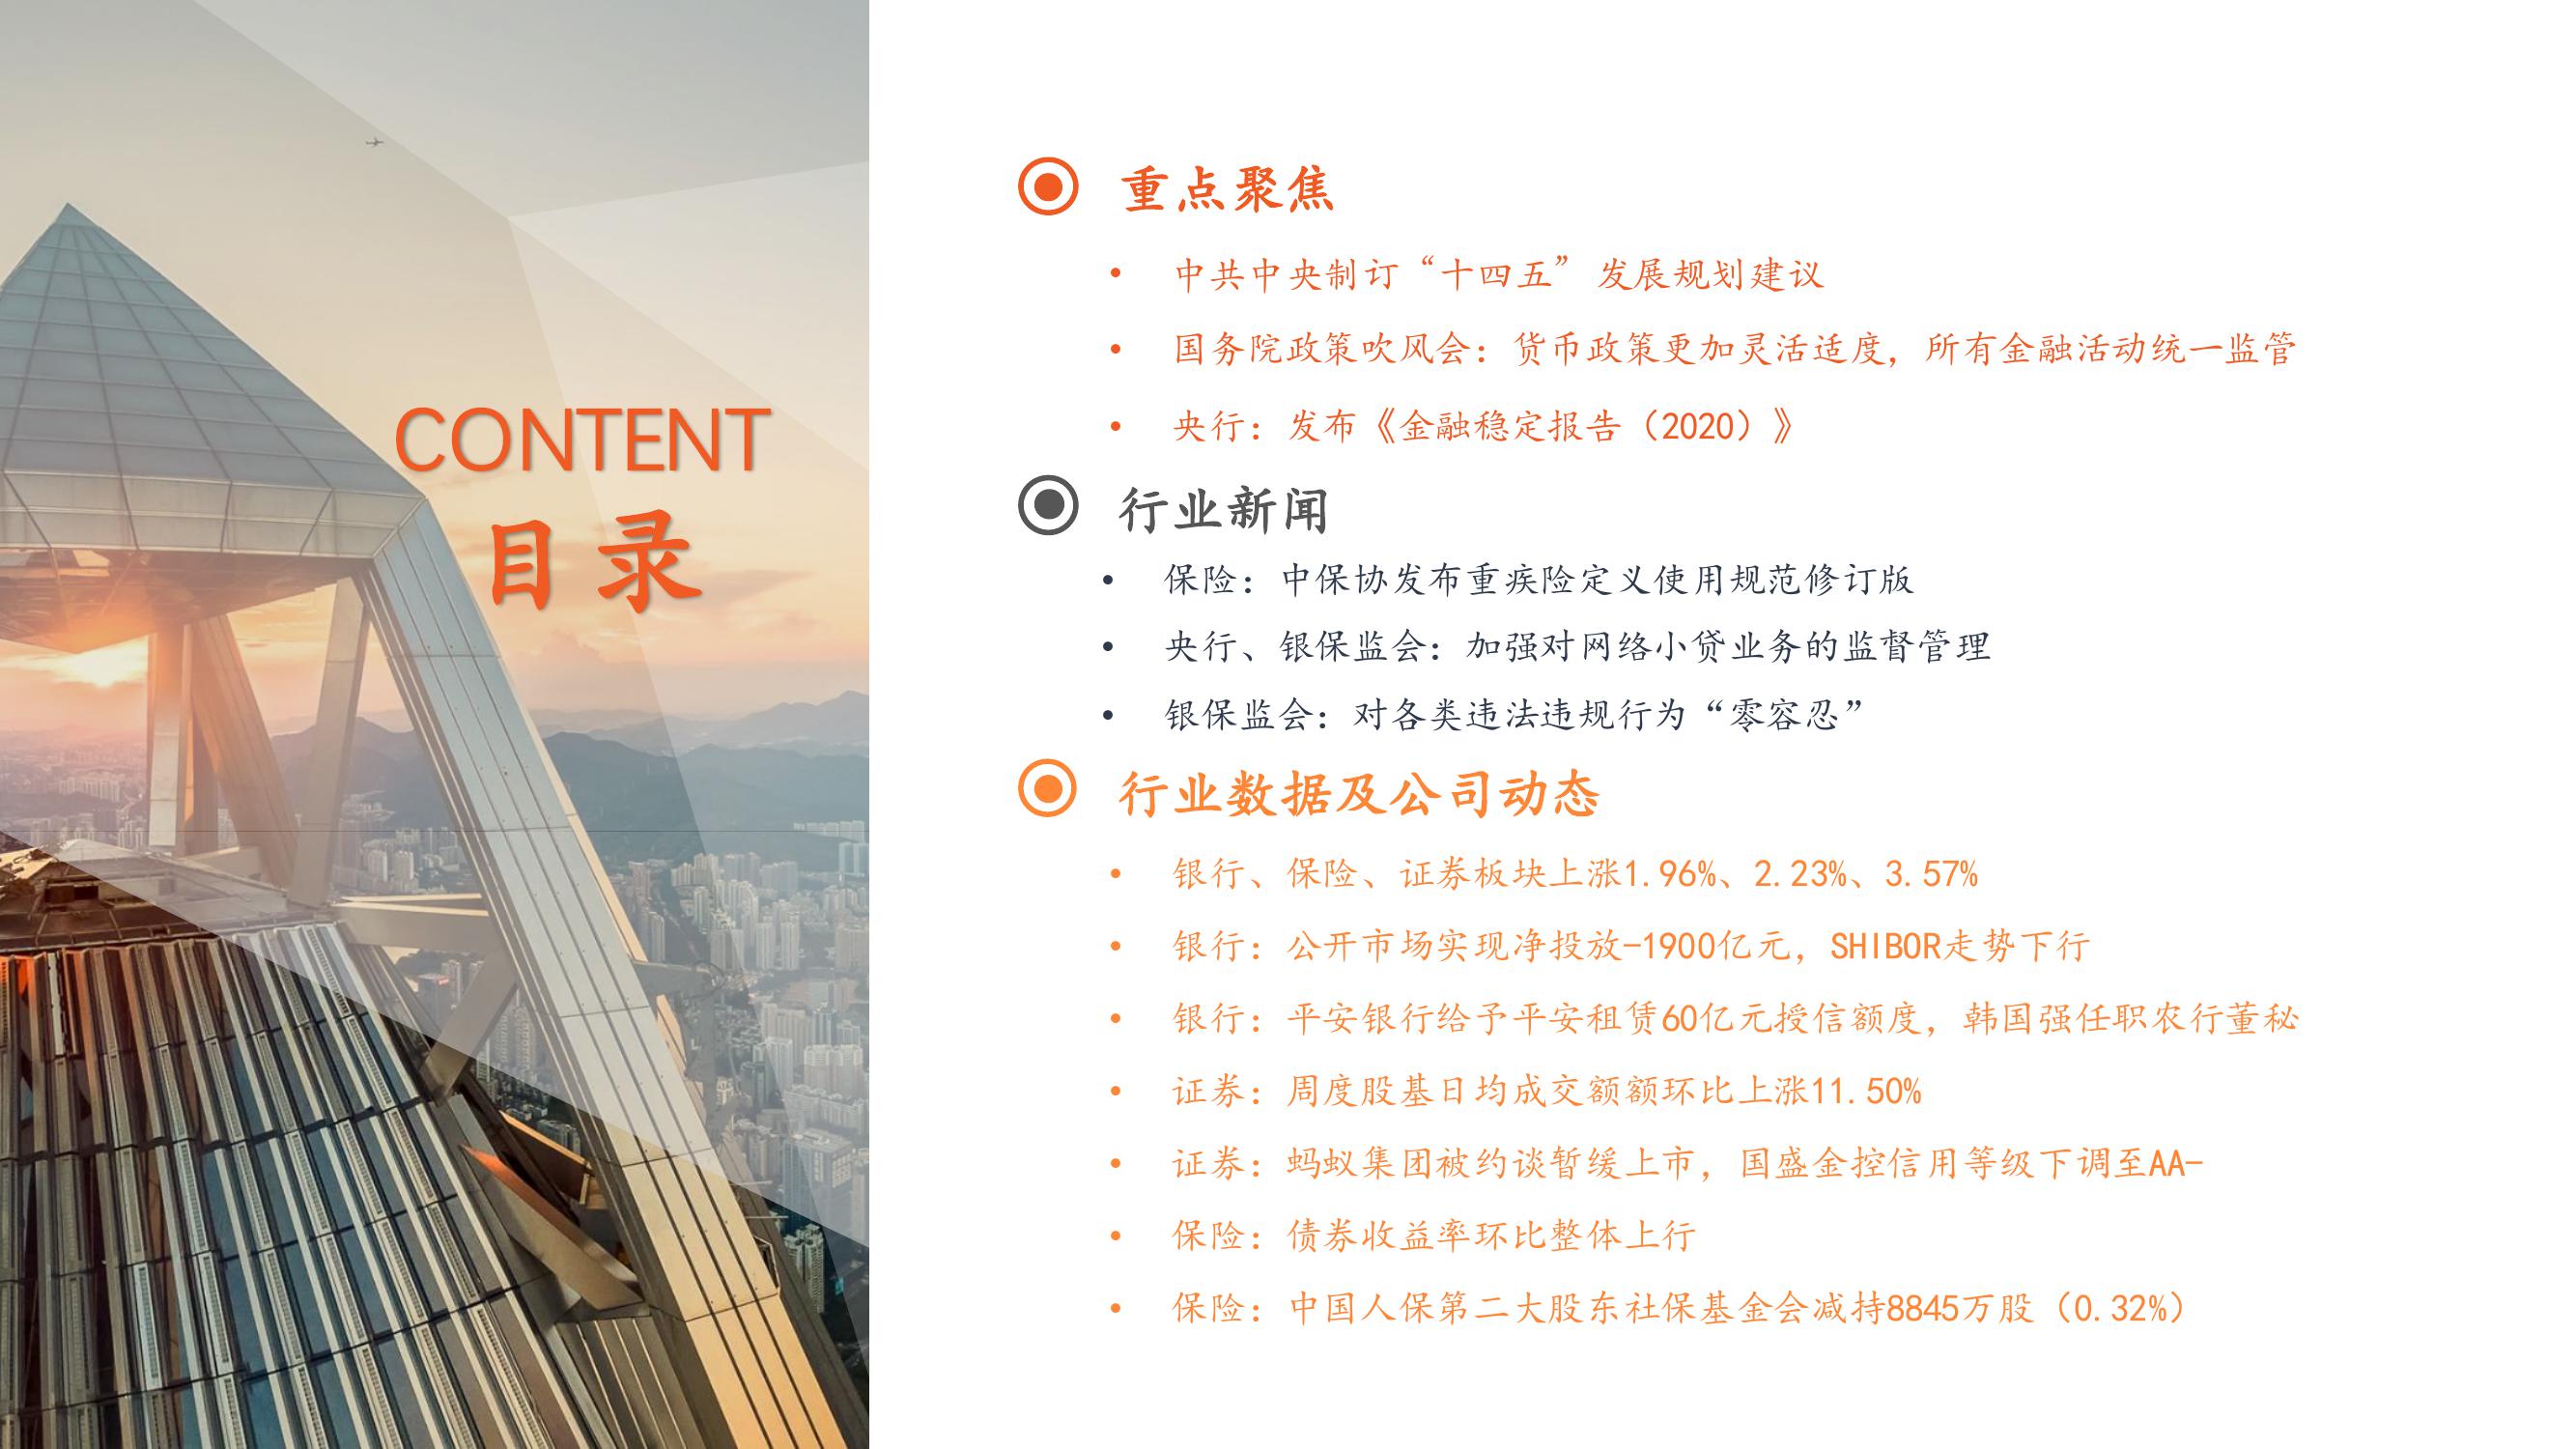 CONTENT
目录
重点聚焦
• 中共中央制订“十四五”发展规划建议
• 国务院政策吹风会：货币政策更加灵活适度，所有金融活动统一监管
• 央行：发布《金融稳定报告（2020）》
行业新闻
• 保险：中保协发布重疾险定义使用规范修订版
• 央行、银保监会：加强对网络小贷业务的监督管理
• 银保监会：对各类违法违规行为“零容忍”
行业数据及公司动态
• 银行、保险、证券板块上涨1.96%、2.23%、3.57%
• 银行：公开市场实现净投放-1900亿元，SHIBOR走势下行
• 银行：平安银行给予平安租赁60亿元授信额度，韩国强任职农行董秘
• 证券：周度股基日均成交额额环比上涨11.50%
• 证券：蚂蚁集团被约谈暂缓上市，国盛金控信用等级下调至AA-
• 保险：债券收益率环比整体上行
• 保险：中国人保第二大股东社保基金会减持8845万股（0.32%）